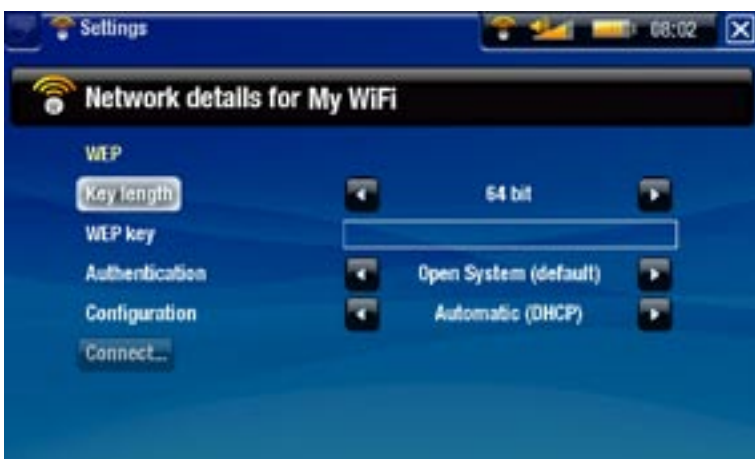 Settings
08:02
Network details for My WiFi
WEP
Key length
64 bit
WEP key
Authentication
Open System (default)
Configuration
Automatic (DHCP)
Connect...